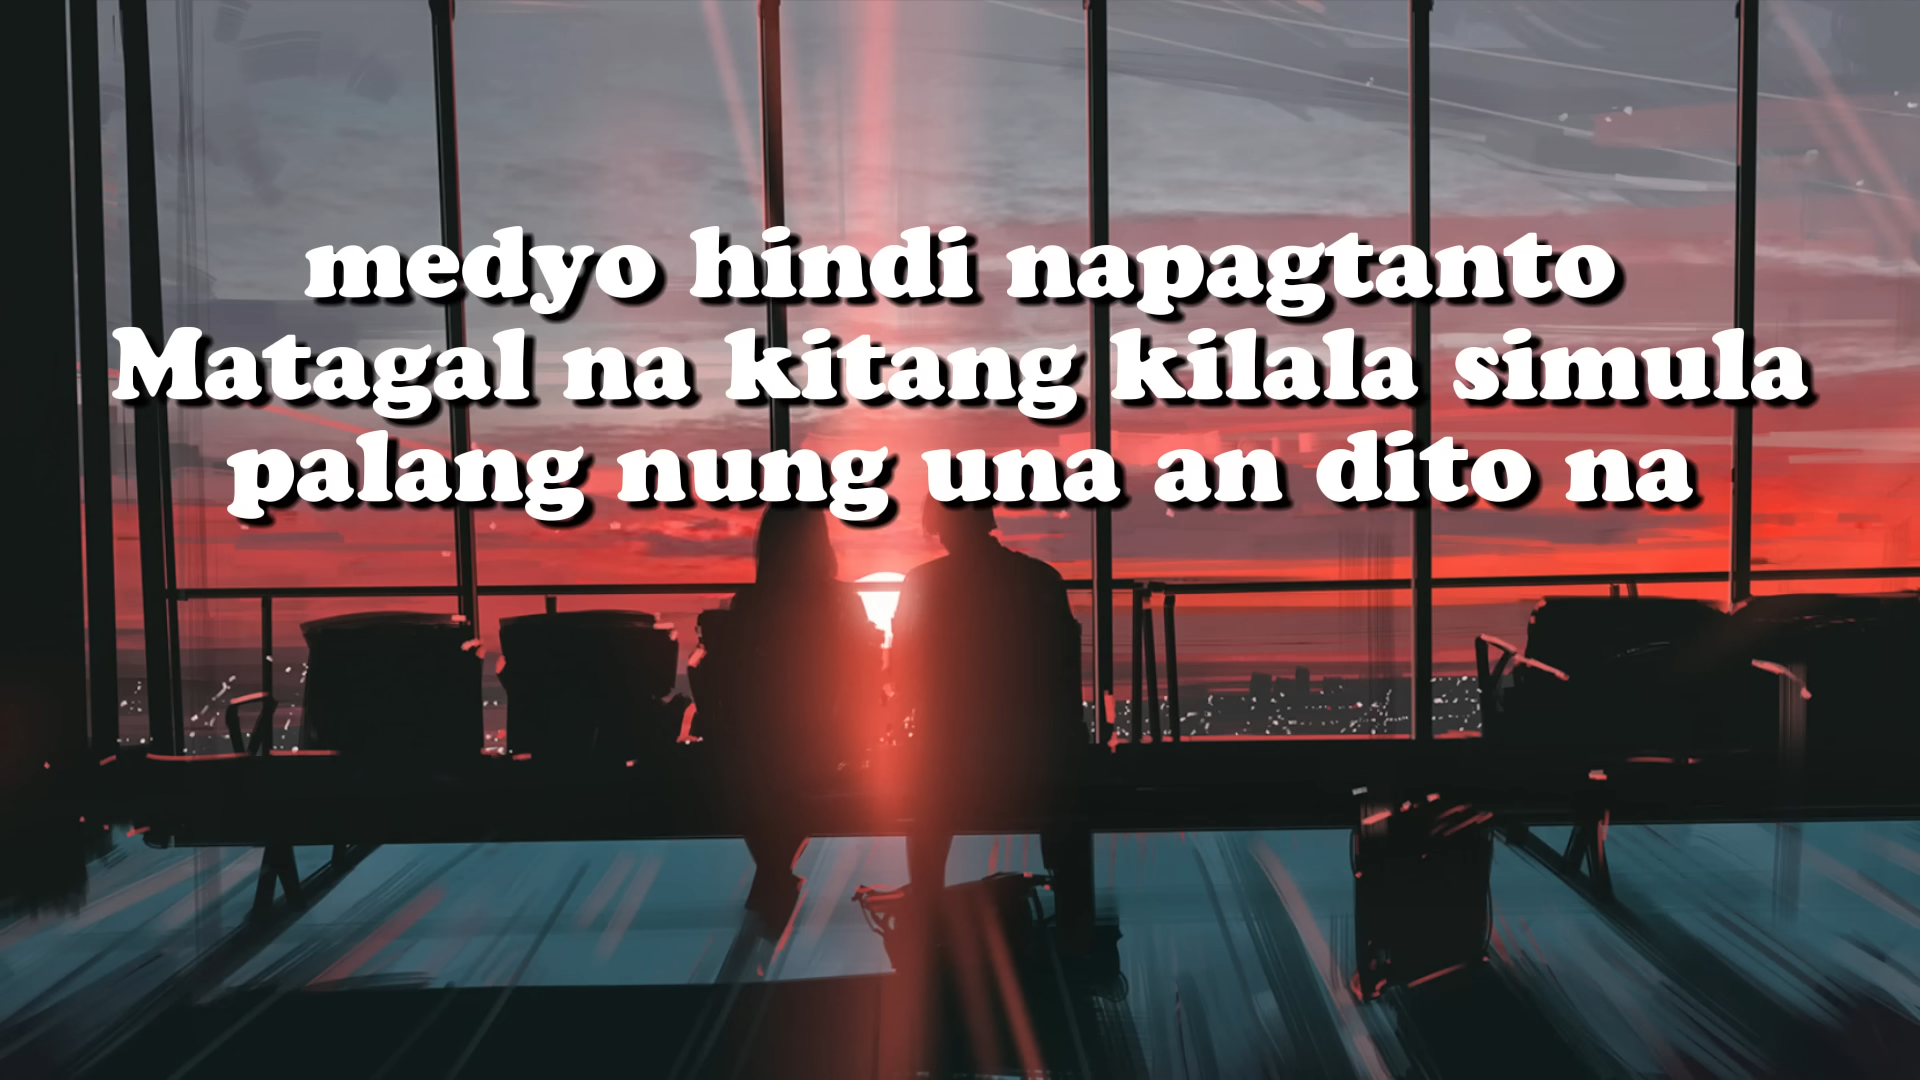 medyo hindi napagtanto
Matagal na kitang kilala simula
palang nung una an dito na